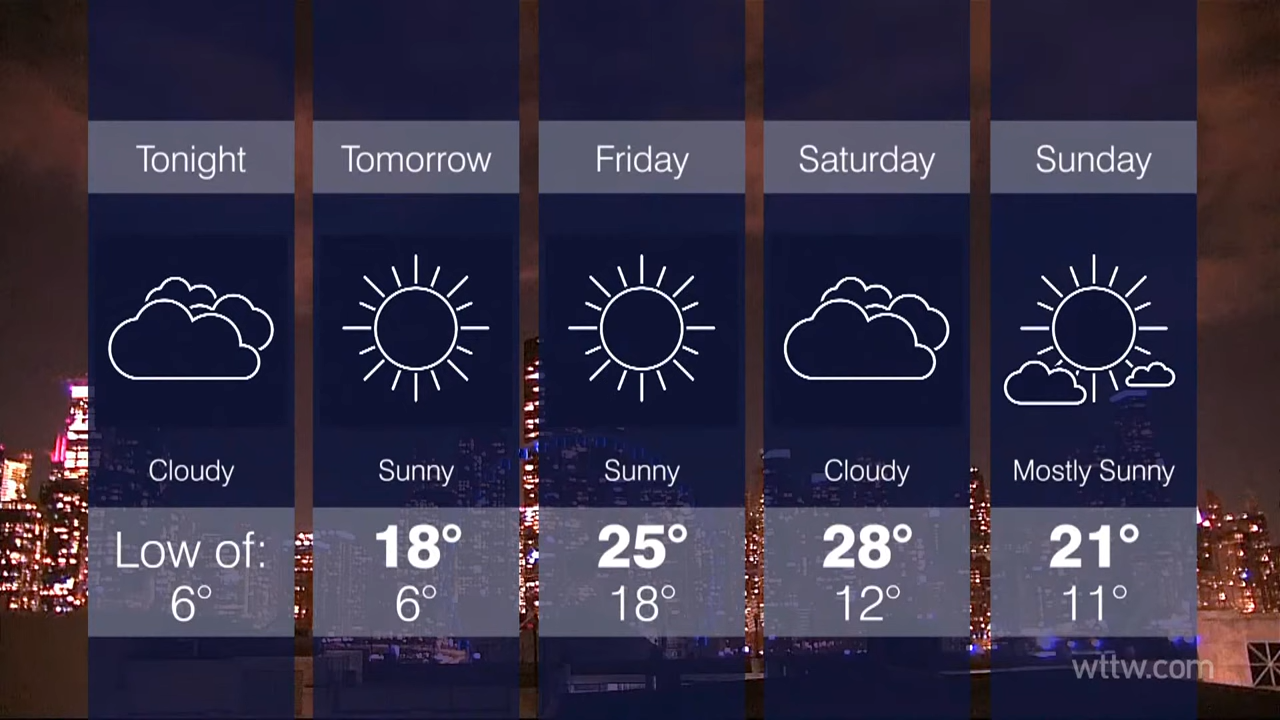 Tonight
Cloudy
Low of:
6°
Tomorrow
Sunny
18°
6°
Friday
Sunny
25°
18°
Saturday
Cloudy
28°
12°
Sunday
Mostly Sunny
21°
11°
wttw.com